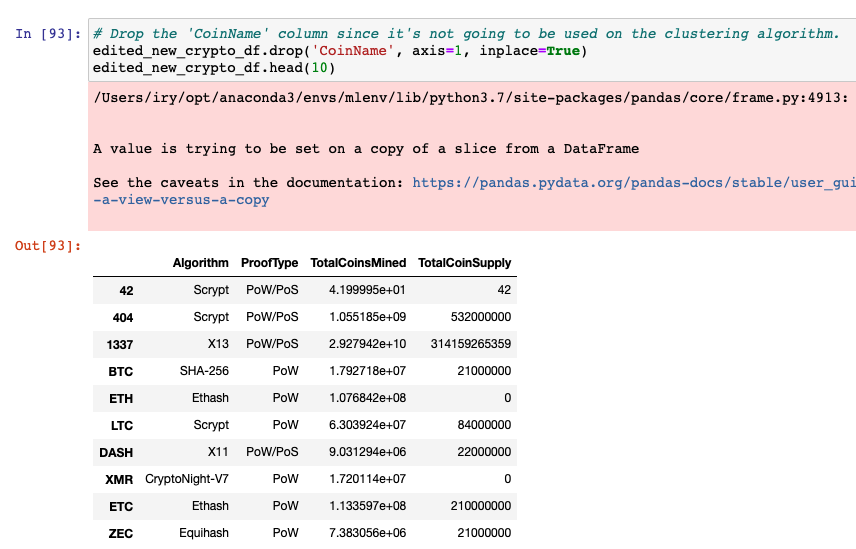 In [93]: # Drop the 'CoinName' column since it's not going to be used on the clustering algorithm.
edited_new_crypto_df.drop('CoinName', axis=1, inplace=True)
edited_new_crypto_df.head(10)
/Users/iry/opt/anaconda3/envs/mlenv/lib/python3.7/site-packages/pandas/core/frame.py:4913:
A value is trying to be set on a copy of a slice from a DataFrame
See the caveats in the documentation: https://pandas.pydata.org/pandas-docs/stable/user_gui
-a-view-versus-a-copy
Out[93]:
Algorithm ProofType TotalCoinsMined TotalCoinSupply
42 Scrypt PoW/PoS 4.199995e+01 42
404 Scrypt PoW/PoS 1.055185e+09 532000000
1337 X13 PoW/PoS 2.927942e+10 314159265359
BTC SHA-256 PoW 1.792718e+07 21000000
ETH Ethash PoW 1.076842e+08 0
LTC Scrypt PoW 6.303924e+07 84000000
DASH X11 PoW/PoS 9.031294e+06 22000000
XMR CryptoNight-V7 PoW 1.720114e+07 0
ETC Ethash PoW 1.133597e+08 210000000
ZEC Equihash PoW 7.383056e+06 21000000